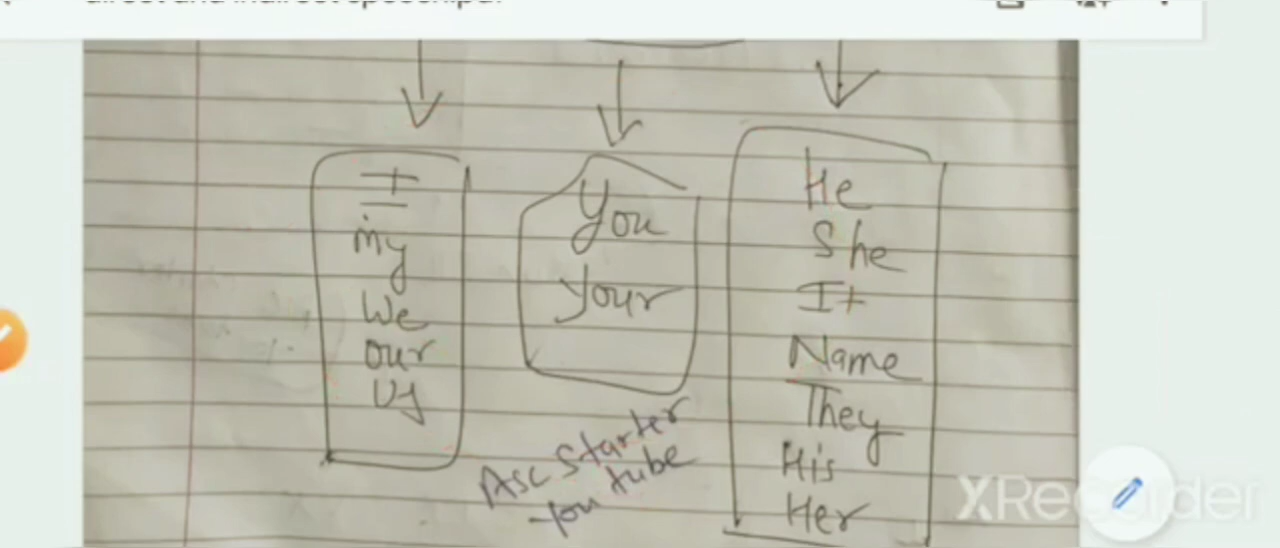 I
my
We
our
Us
You
Your
He
She
It
Name
They
His
Her
Asc Starter
You tube
XRecorder